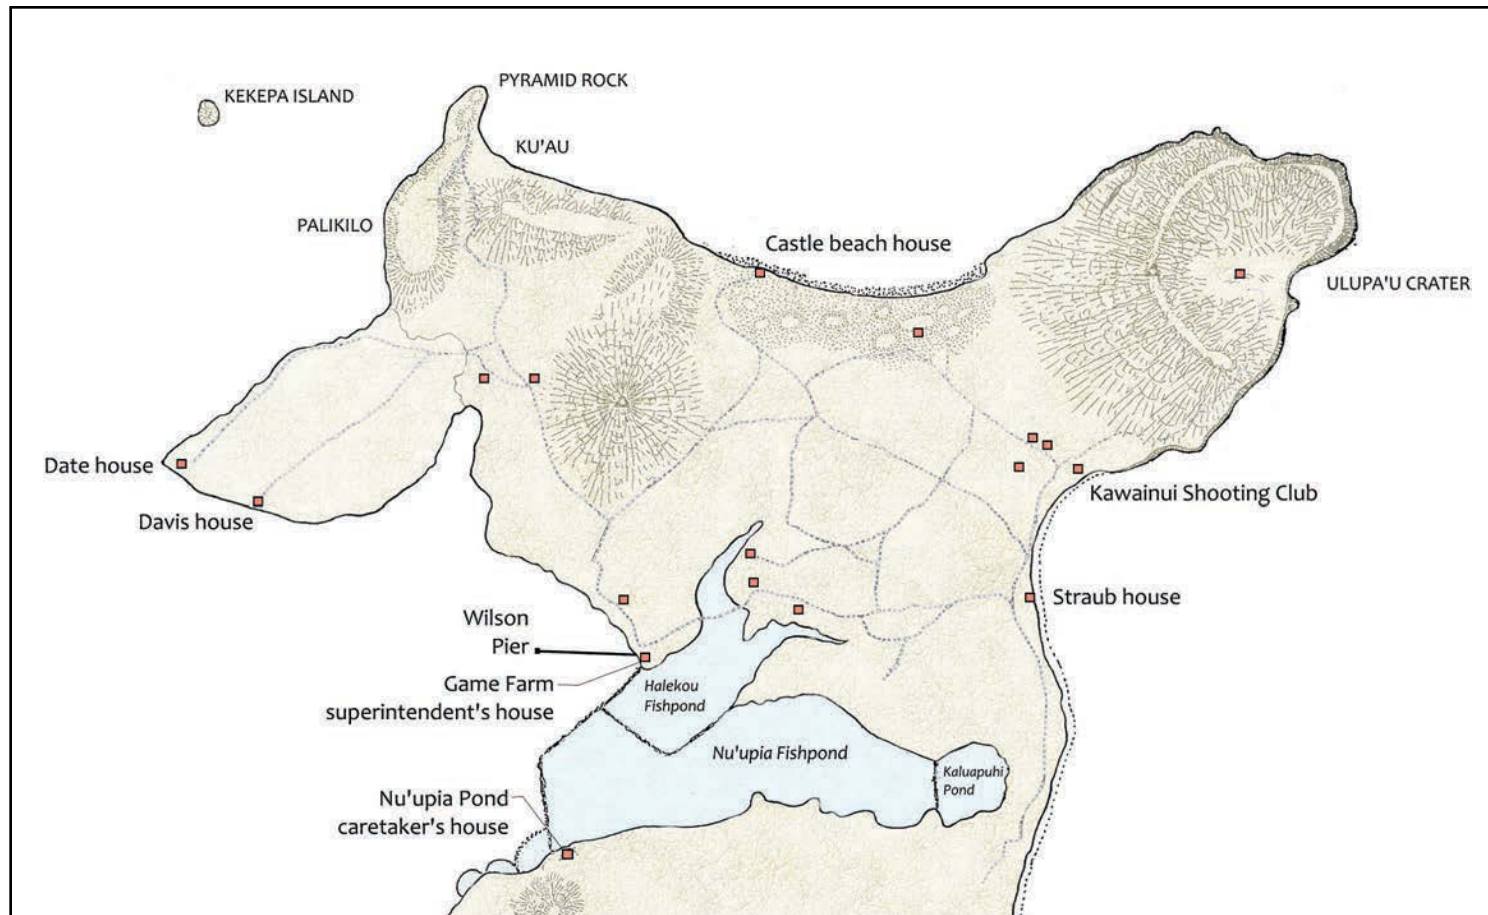 PYRAMID ROCK
KEKEPA ISLAND
KU'AU
PALIKILO
Castle beach house
ULUPA'U CRATER
Date house
Davis house
Kawainui Shooting Club
Straub house
Wilson
Pier
Game Farm
superintendent's house
Halekou
Fishpond
Nu'upia Fishpond
Kaluapuhi
Pond
Nu'upia Pond
caretaker's house